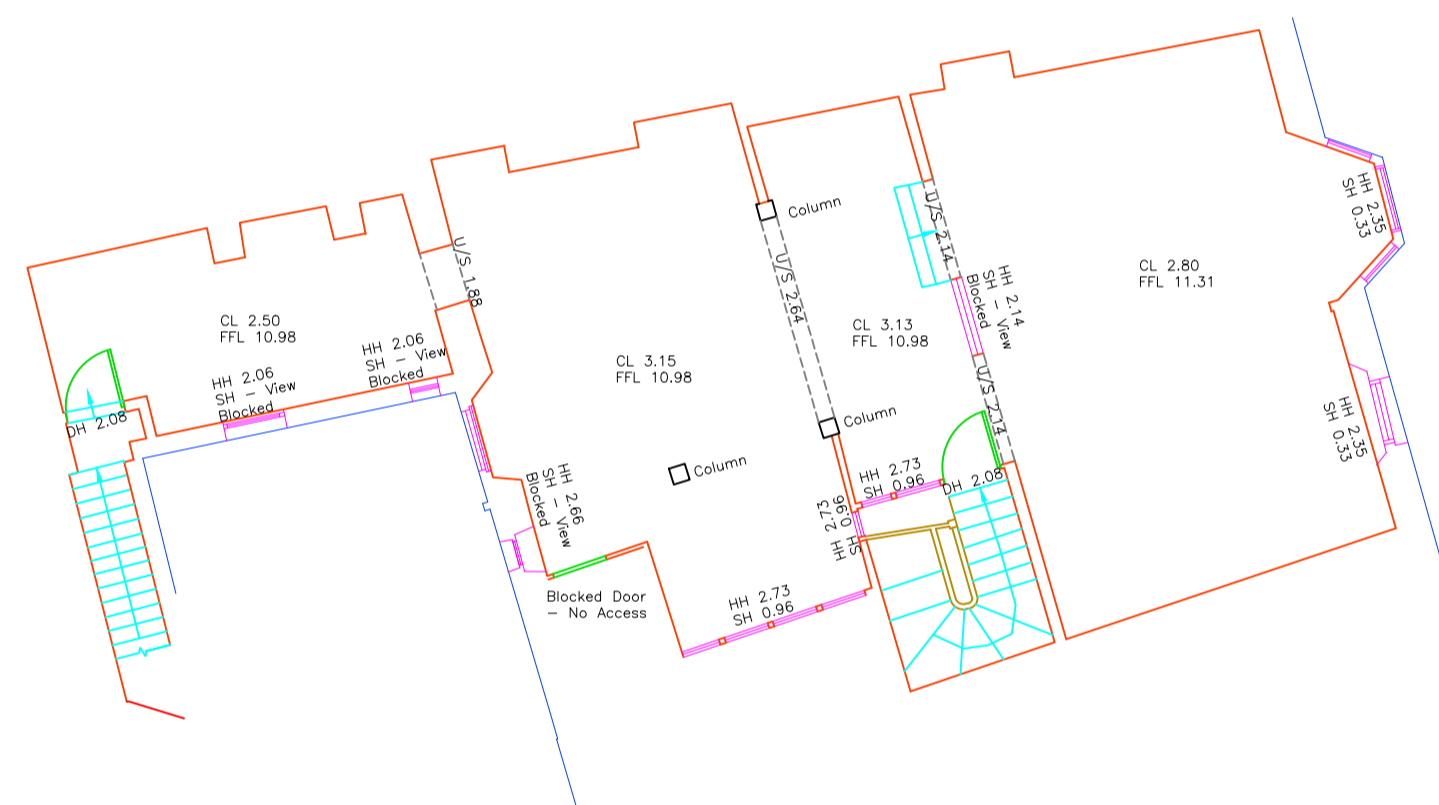 CL 2.50
FFL 10.98
DH 2.08
HH 2.06
SH - View
Blocked
HH 2.06
SH - View
Blocked
U/S 1.88
CL 3.15
FFL 10.98
HH 2.66
SH - View
Blocked
Blocked Door
- No Access
Column
Column
Column
U/S 2.64
HH 2.73
SH 0.96
CL 3.13
FFL 10.98
U/S 2.14
HH 2.14
SH - View
Blocked
U/S 2.14
HH 2.73
SH 0.96
DH 2.08
HH 2.73
SH 0.96
CL 2.80
FFL 11.31
HH 2.35
SH 0.33
HH 2.35
SH 0.33